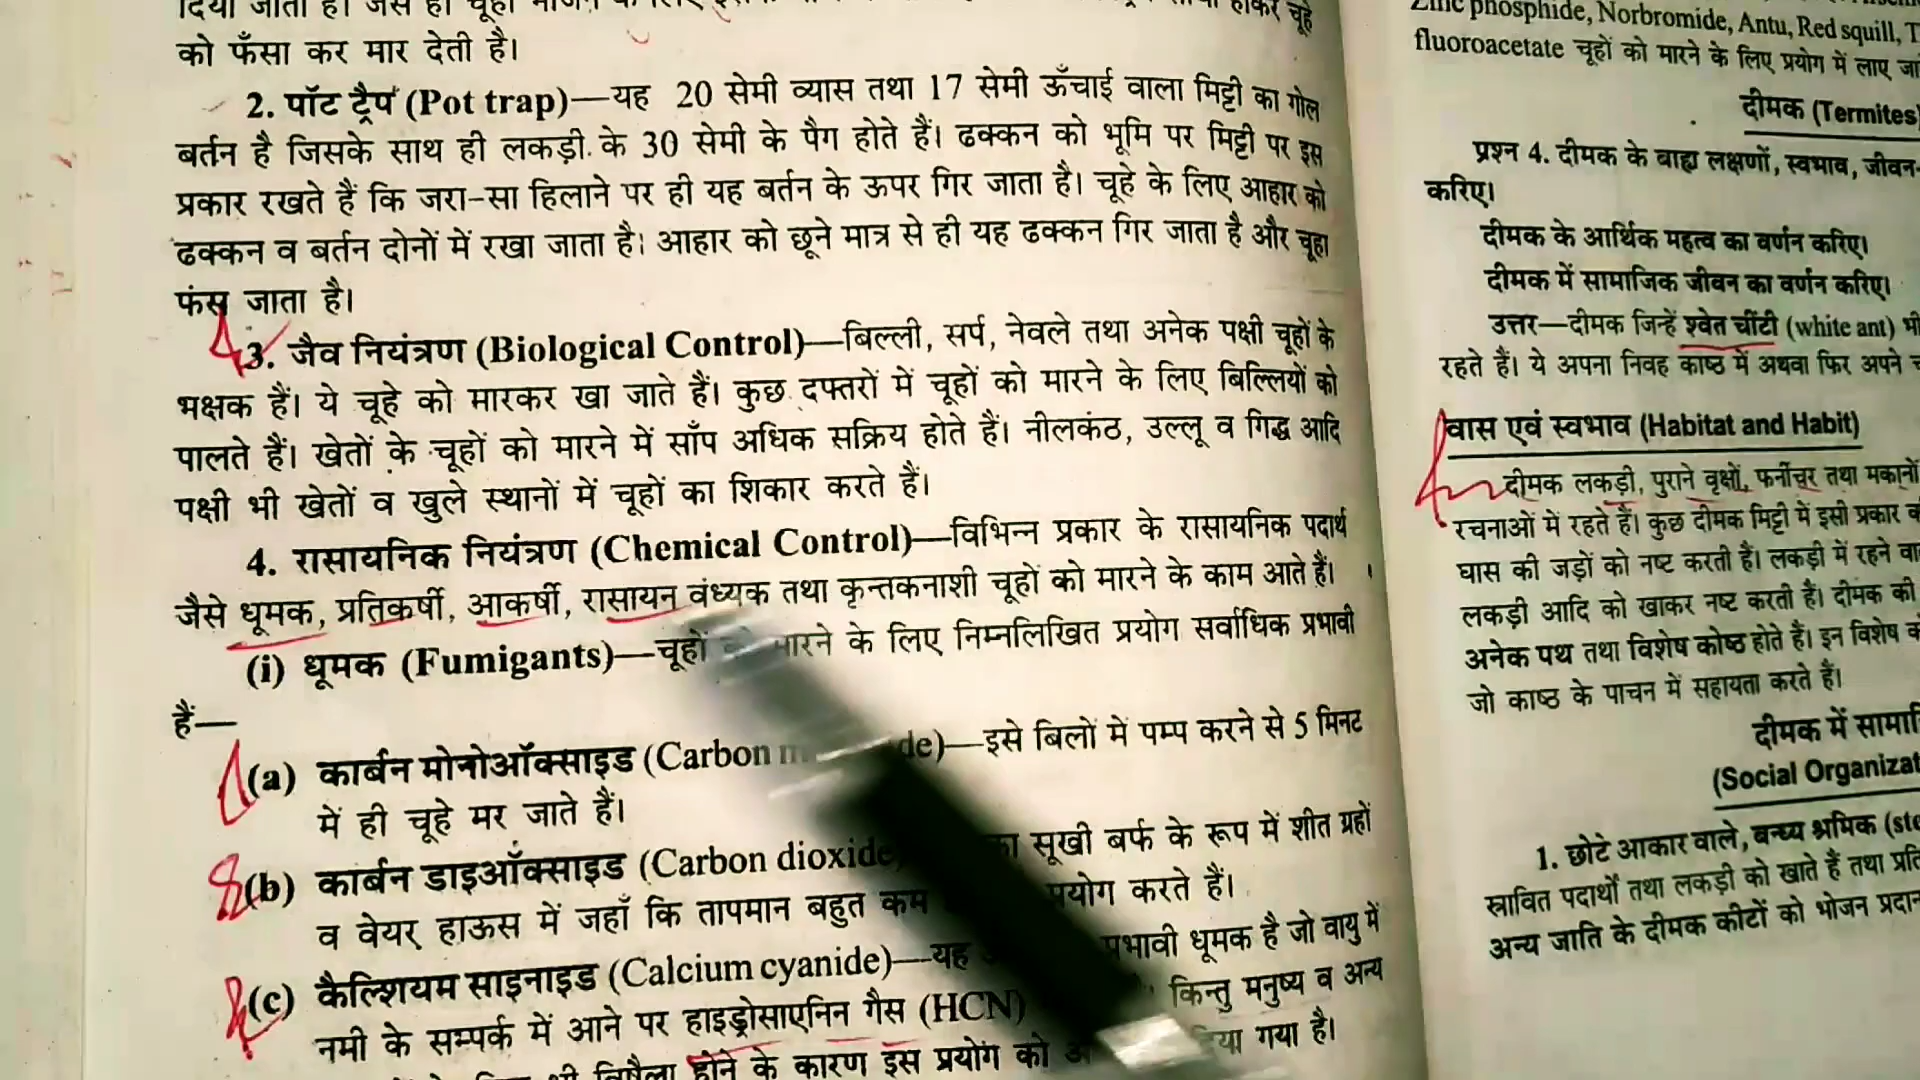 को फँसा कर मार देती है।
2. पॉट ट्रैप (Pot trap)—यह 20 सेमी व्यास तथा 17 सेमी ऊँचाई वाला मिट्टी का गोल
बर्तन है जिसके साथ ही लकड़ी के 30 सेमी के पैग होते हैं। ढक्कन को भूमि पर मिट्टी पर इस
प्रकार रखते हैं कि जरा-सा हिलाने पर ही यह बर्तन के ऊपर गिर जाता है। चूहे के लिए आहार को
ढक्कन व बर्तन दोनों में रखा जाता है। आहार को छूने मात्र से ही यह ढक्कन गिर जाता है और चूहा
फंस जाता है।
3. जैव नियंत्रण (Biological Control)—बिल्ली, सर्प, नेवले तथा अनेक पक्षी चूहों के
भक्षक हैं। ये चूहे को मारकर खा जाते हैं। कुछ दफ्तरों में चूहों को मारने के लिए बिल्लियों को
पालते हैं। खेतों के चूहों को मारने में साँप अधिक सक्रिय होते हैं। नीलकंठ, उल्लू व गिद्ध आदि
पक्षी भी खेतों व खुले स्थानों में चूहों का शिकार करते हैं।
4. रासायनिक नियंत्रण (Chemical Control)—विभिन्न प्रकार के रासायनिक पदार्थ
जैसे धूमक, प्रतिकर्षी, आकर्षी, रासायन वंध्यक तथा कृन्तकनाशी चूहों को मारने के काम आते हैं।
(i) धूमक (Fumigants)—चूहों मारने के लिए निम्नलिखित प्रयोग सर्वाधिक प्रभावी
हैं—
(a) कार्बन मोनोऑक्साइड (Carbon —इसे बिलों में पम्प करने से 5 मिनट
में ही चूहे मर जाते हैं।
(b) कार्बन डाइऑक्साइड (Carbon dioxide सूखी बर्फ के रूप में शीत ग्रहों
व वेयर हाऊस में जहाँ कि तापमान बहुत कम करते हैं।
(c) कैल्शियम साइनाइड (Calcium cyanide)—यह धूमक है जो वायु में
नमी के सम्पर्क में आने पर हाइड्रोसाएनिन गैस (HCN) किन्तु मनुष्य व अन्य
होने के कारण इस प्रयोग को गया है।
Zinc phosphide, Norbromide, Antu, Red squill,
fluoroacetate चूहों को मारने के लिए प्रयोग में लाए
दीमक (Termites)
प्रश्न 4. दीमक के बाह्य लक्षणों, स्वभाव, जीवन-
करिए।
दीमक के आर्थिक महत्व का वर्णन करिए।
दीमक में सामाजिक जीवन का वर्णन करिए।
उत्तर—दीमक जिन्हें श्वेत चींटी (white ant) भी
रहते हैं। ये अपना निवह काष्ठ में अथवा फिर अपने
वास एवं स्वभाव (Habitat and Habit)
दीमक लकड़ी, पुराने वृक्षों, फर्नीचर तथा मकानों
रचनाओं में रहते हैं। कुछ दीमक मिट्टी में इसी प्रकार
घास की जड़ों को नष्ट करती हैं। लकड़ी में रहने
लकड़ी आदि को खाकर नष्ट करती हैं। दीमक की
अनेक पथ तथा विशेष कोष्ठ होते हैं। इन विशेष
जो काष्ठ के पाचन में सहायता करते हैं।
दीमक में
(Social
1. छोटे आकार वाले, बन्ध्य श्रमिक
स्रावित पदार्थों तथा लकड़ी को खाते हैं तथा
अन्य जाति के दीमक कीटों को भोजन